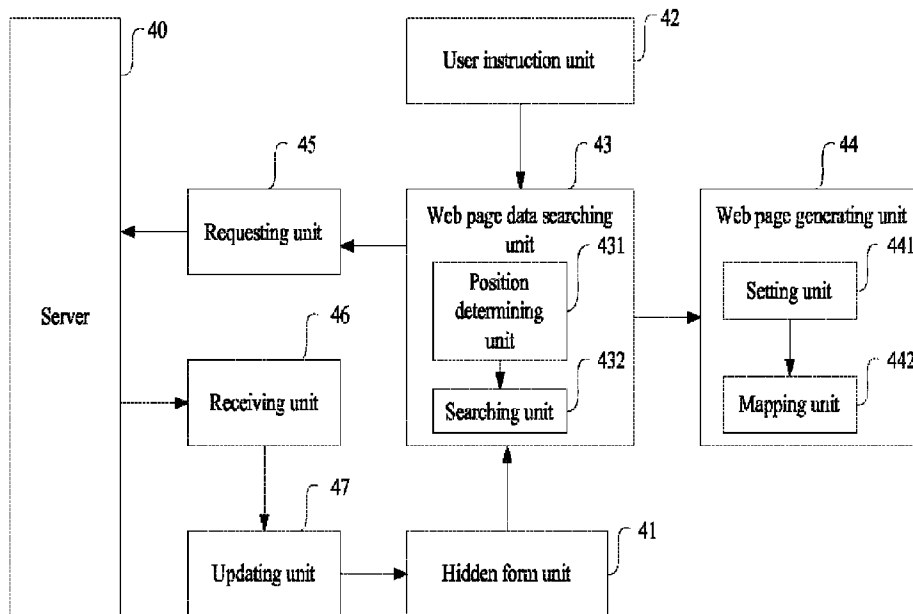 40
42
User instruction unit
45
43
44
Requesting unit
Web page data searching
unit
Web page generating unit
431
441
Position
determining
unit
Setting unit
Server
46
432
442
Receiving unit
Searching unit
Mapping unit
47
41
Updating unit
Hidden form unit